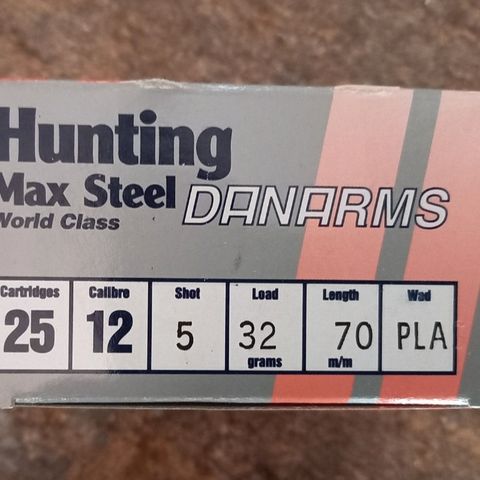 Hunting
Max Steel DANARMS
World Class
Cartridges Calibre Shot Load Length Wad
25 12 5 32 70 PLA
grams m/m